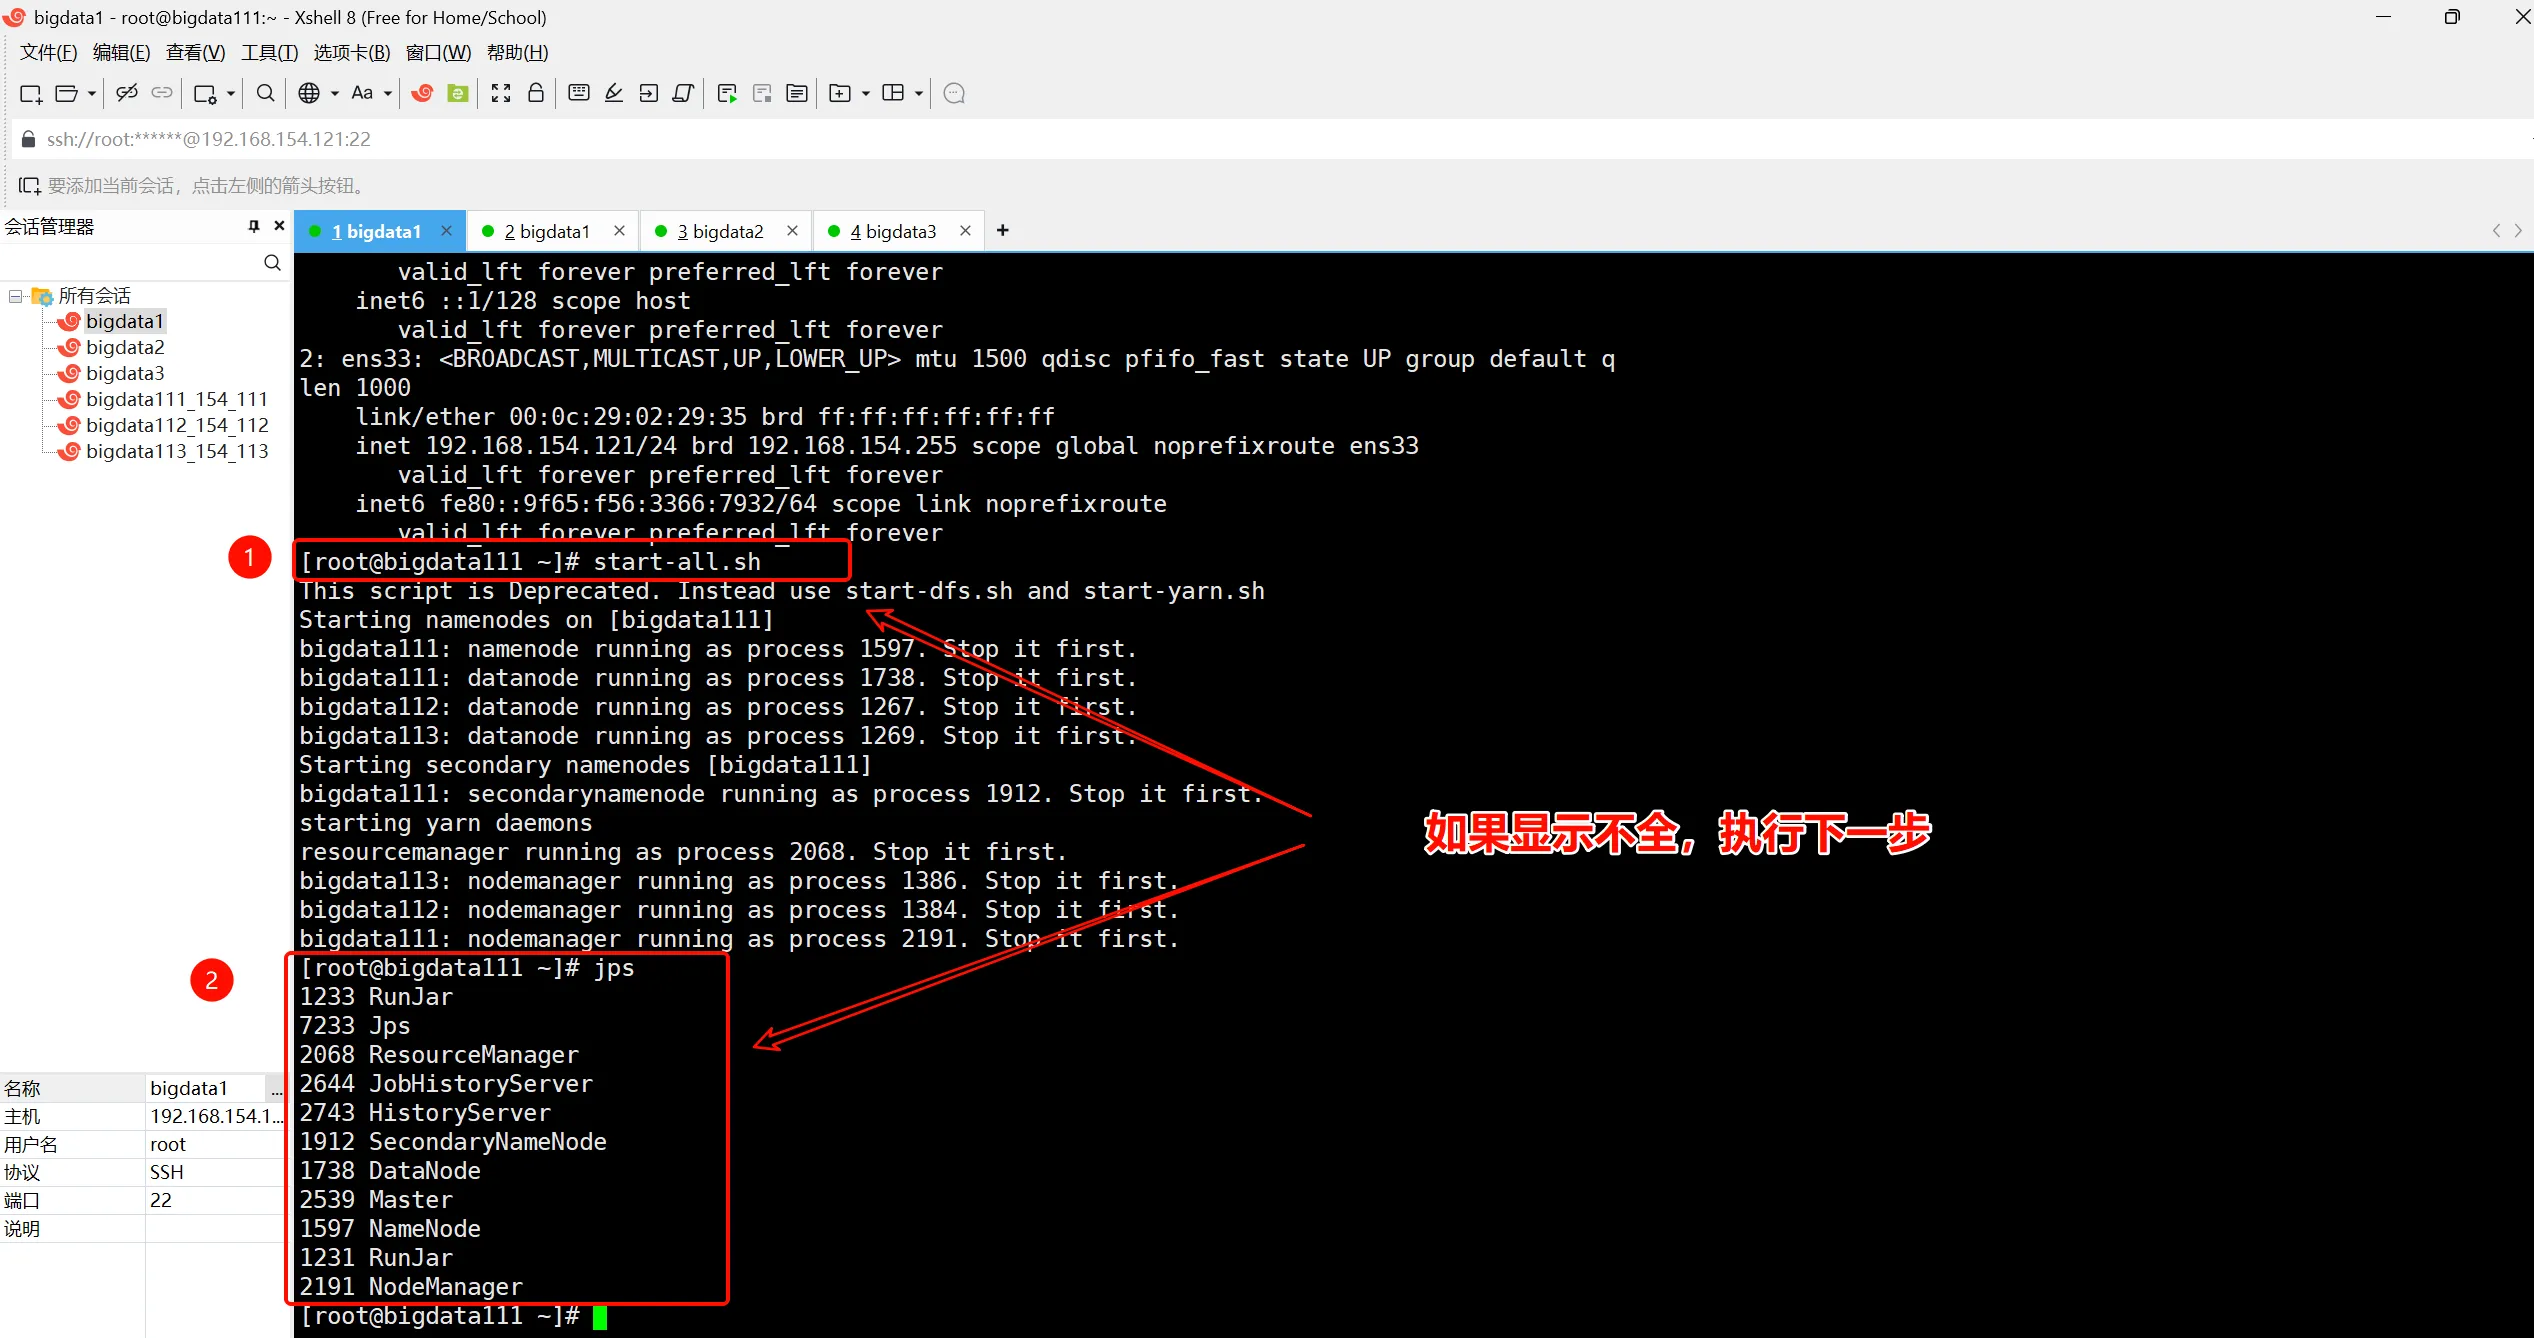 bigdata1 - root@bigdata111:~ - Xshell 8 (Free for Home/School)
文件(F) 编辑(E) 查看(V) 工具(T) 选项卡(B) 窗口(W) 帮助(H)
Aa
ssh://root:******@192.168.154.121:22
要添加当前会话，点击左侧的箭头按钮。
会话管理器
1 bigdata1
2 bigdata1
3 bigdata2
4 bigdata3
所有会话
bigdata1
bigdata2
bigdata3
bigdata111_154_111
bigdata112_154_112
bigdata113_154_113
名称 bigdata1 ...
主机 192.168.154.1...
用户名 root
协议 SSH
端口 22
说明
valid_lft forever preferred_lft forever
inet6 ::1/128 scope host
valid_lft forever preferred_lft forever
2: ens33: <BROADCAST,MULTICAST,UP,LOWER_UP> mtu 1500 qdisc pfifo_fast state UP group default q
len 1000
link/ether 00:0c:29:02:29:35 brd ff:ff:ff:ff:ff:ff
inet 192.168.154.121/24 brd 192.168.154.255 scope global noprefixroute ens33
valid_lft forever preferred_lft forever
inet6 fe80::9f65:f56:3366:7932/64 scope link noprefixroute
valid_lft forever preferred_lft forever
1
[root@bigdata111 ~]# start-all.sh
This script is Deprecated. Instead use start-dfs.sh and start-yarn.sh
Starting namenodes on [bigdata111]
bigdata111: namenode running as process 1597. Stop it first.
bigdata111: datanode running as process 1738. Stop it first.
bigdata112: datanode running as process 1267. Stop it first.
bigdata113: datanode running as process 1269. Stop it first.
Starting secondary namenodes [bigdata111]
bigdata111: secondarynamenode running as process 1912. Stop it first.
starting yarn daemons
resourcemanager running as process 2068. Stop it first.
bigdata113: nodemanager running as process 1386. Stop it first.
bigdata112: nodemanager running as process 1384. Stop it first.
bigdata111: nodemanager running as process 2191. Stop it first.
如果显示不全，执行下一步
2
[root@bigdata111 ~]# jps
1233 RunJar
7233 Jps
2068 ResourceManager
2644 JobHistoryServer
2743 HistoryServer
1912 SecondaryNameNode
1738 DataNode
2539 Master
1597 NameNode
1231 RunJar
2191 NodeManager
[root@bigdata111 ~]#